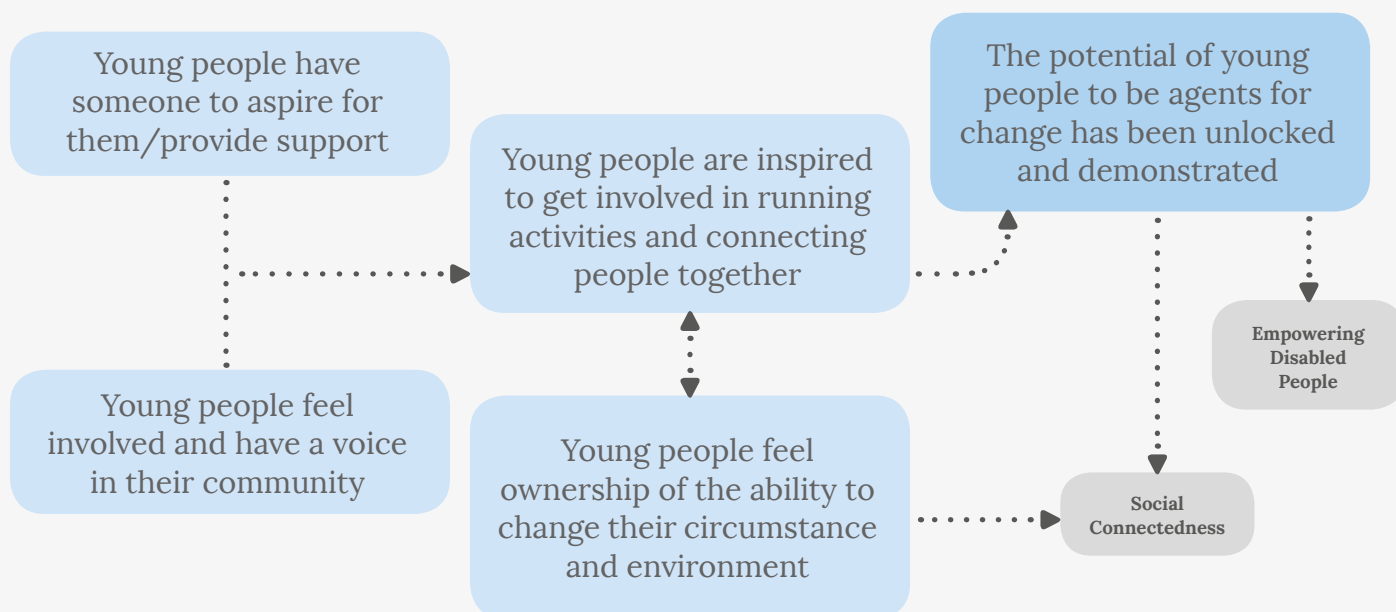 Young people have
someone to aspire for
them/provide support
Young people feel
involved and have a voice
in their community
Young people are inspired
to get involved in running
activities and connecting
people together
Young people feel
ownership of the ability to
change their circumstance
and environment
The potential of young
people to be agents for
change has been unlocked
and demonstrated
Empowering
Disabled
People
Social
Connectedness